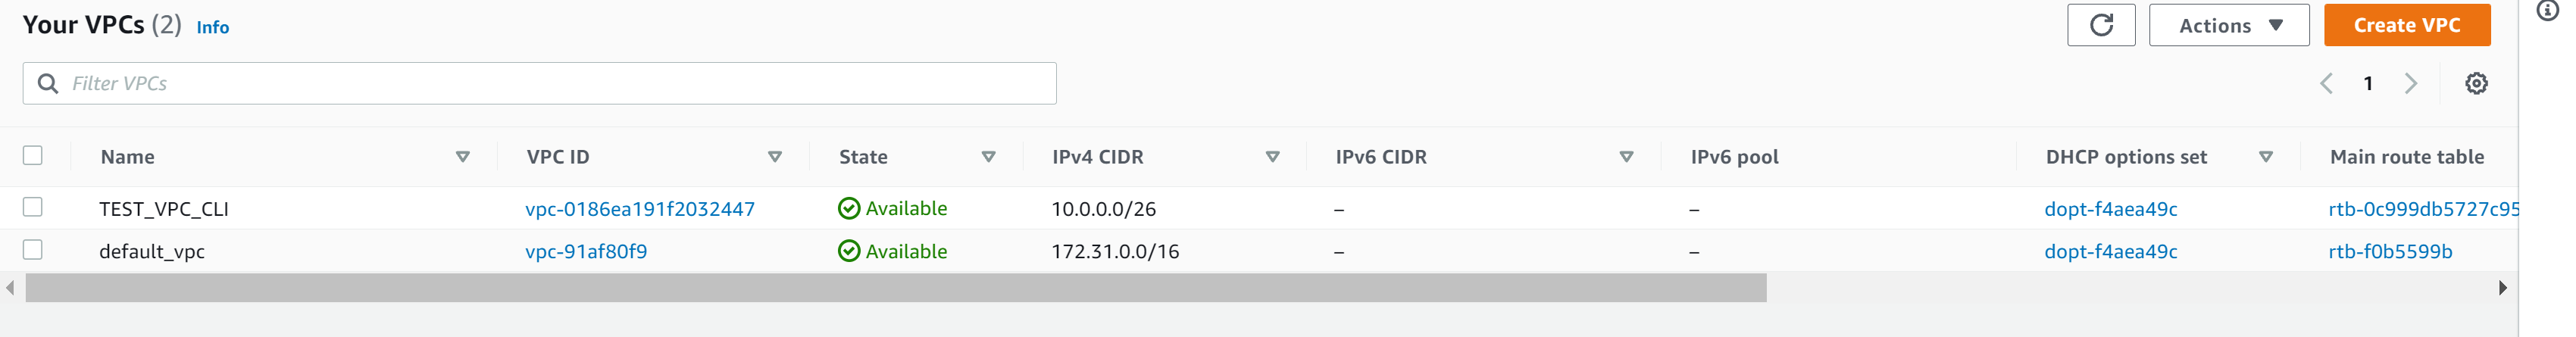 Your VPCs (2) Info
Actions Create VPC
Filter VPCs
1
Name VPC ID State IPv4 CIDR IPv6 CIDR IPv6 pool DHCP options set Main route table
TEST_VPC_CLI vpc-0186ea191f2032447 Available 10.0.0.0/26 – – dopt-f4aea49c rtb-0c999db5727c95
default_vpc vpc-91af80f9 Available 172.31.0.0/16 – – dopt-f4aea49c rtb-f0b5599b